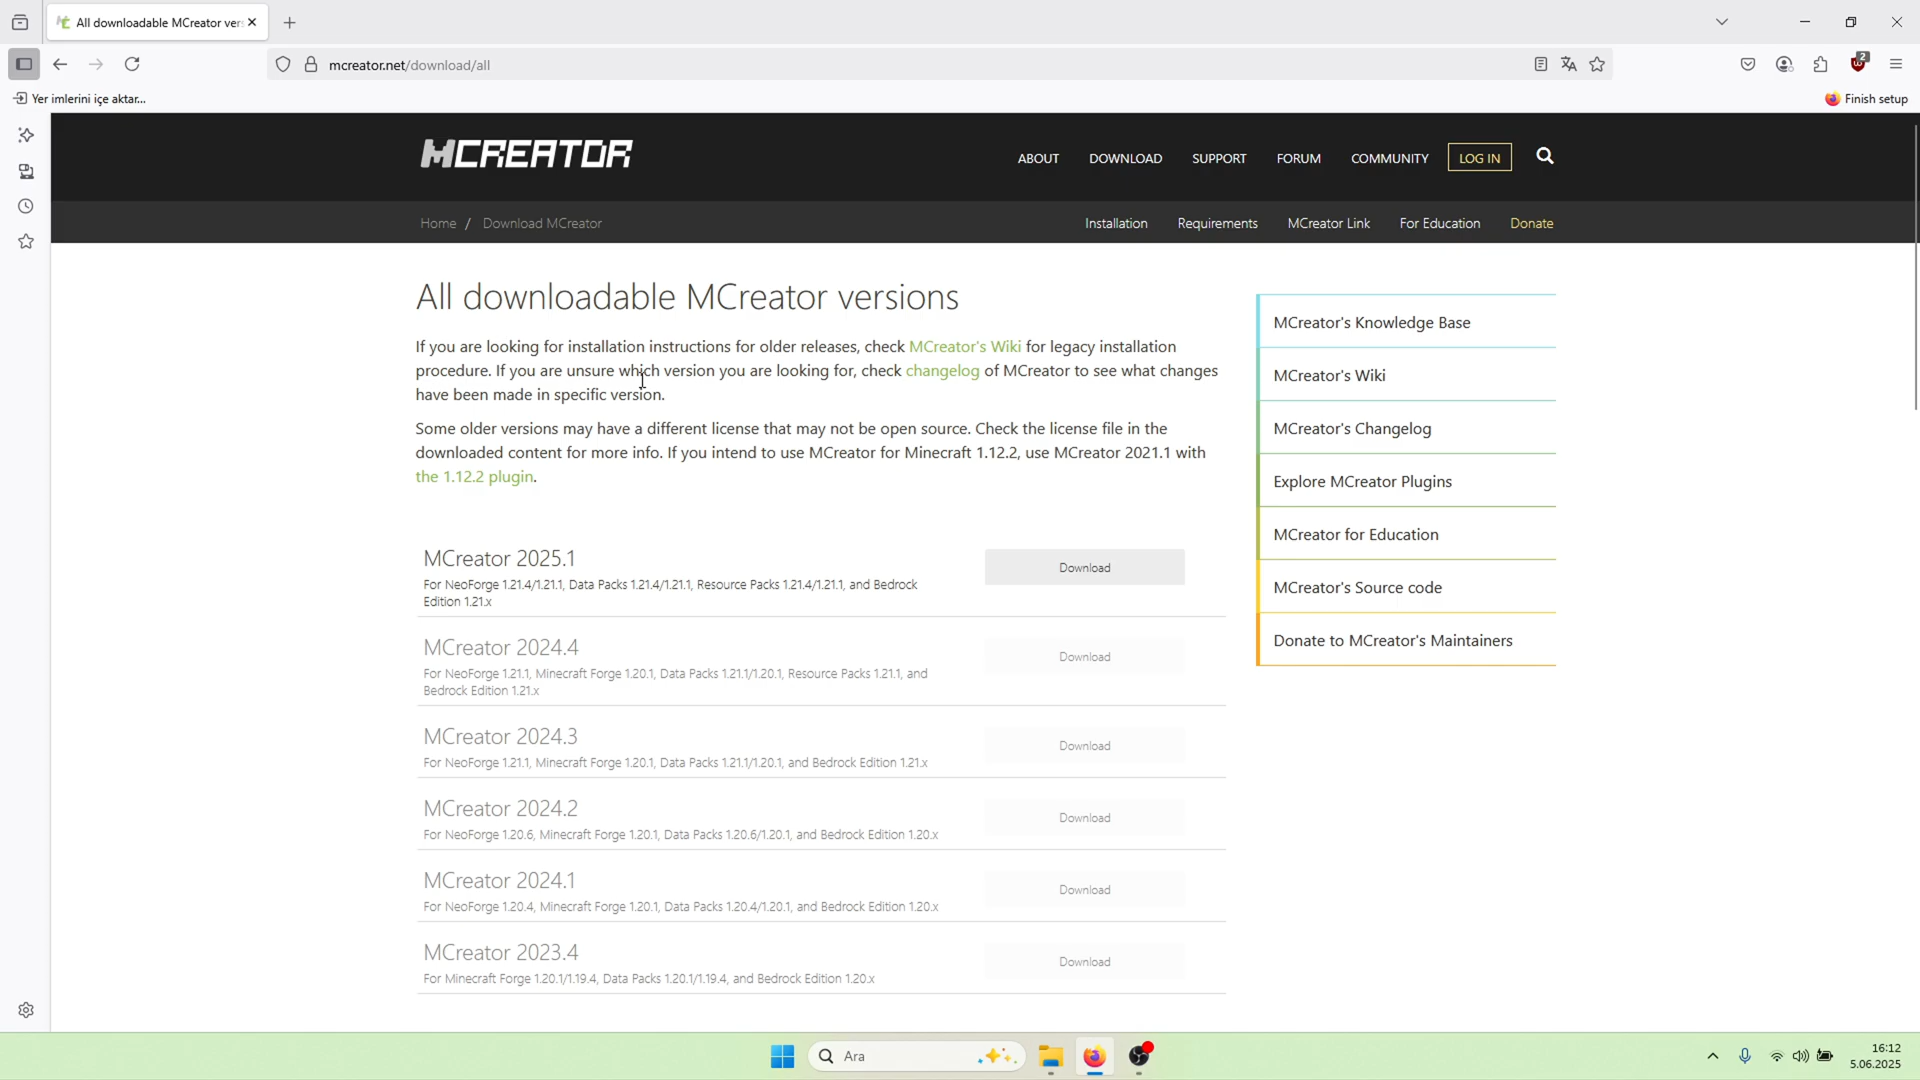 All downloadable MCreator ver
mcreator.net/download/all
Yer imlerini içe aktar...
Finish setup
2
MCREATOR
ABOUT
DOWNLOAD
SUPPORT
FORUM
COMMUNITY
LOG IN
Home / Download MCreator
Installation
Requirements
MCreator Link
For Education
Donate
All downloadable MCreator versions
If you are looking for installation instructions for older releases, check MCreator's Wiki for legacy installation
procedure. If you are unsure which version you are looking for, check changelog of MCreator to see what changes
have been made in specific version.
Some older versions may have a different license that may not be open source. Check the license file in the
downloaded content for more info. If you intend to use MCreator for Minecraft 1.12.2, use MCreator 2021.1 with
the 1.12.2 plugin.
MCreator 2025.1
For NeoForge 1.21.4/1.21.1, Data Packs 1.21.4/1.21.1, Resource Packs 1.21.4/1.21.1, and Bedrock
Edition 1.21.x
Download
MCreator 2024.4
For NeoForge 1.21.1, Minecraft Forge 1.20.1, Data Packs 1.21.1/1.20.1, Resource Packs 1.21.1, and
Bedrock Edition 1.21.x
Download
MCreator 2024.3
For NeoForge 1.21.1, Minecraft Forge 1.20.1, Data Packs 1.21.1/1.20.1, and Bedrock Edition 1.21.x
Download
MCreator 2024.2
For NeoForge 1.20.6, Minecraft Forge 1.20.1, Data Packs 1.20.6/1.20.1, and Bedrock Edition 1.20.x
Download
MCreator 2024.1
For NeoForge 1.20.4, Minecraft Forge 1.20.1, Data Packs 1.20.4/1.20.1, and Bedrock Edition 1.20.x
Download
MCreator 2023.4
For Minecraft Forge 1.20.1/1.19.4, Data Packs 1.20.1/1.19.4, and Bedrock Edition 1.20.x
Download
MCreator's Knowledge Base
MCreator's Wiki
MCreator's Changelog
Explore MCreator Plugins
MCreator for Education
MCreator's Source code
Donate to MCreator's Maintainers
Ara
16:12
5.06.2025